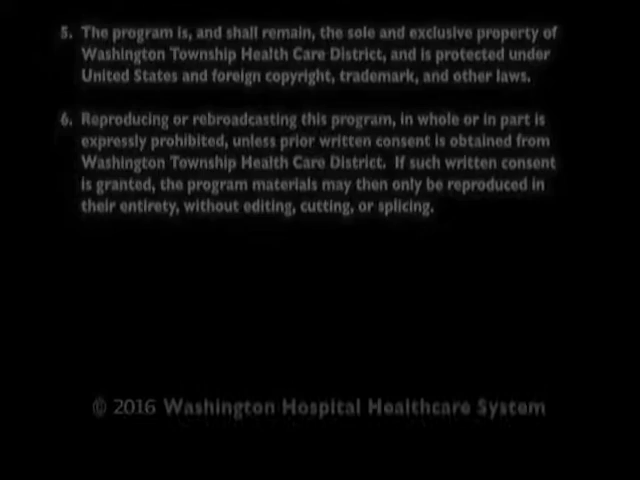 5. The program is, and shall remain, the sole and exclusive property of
Washington Township Health Care District, and is protected under
United States and foreign copyright, trademark, and other laws.
6. Reproducing or rebroadcasting this program, in whole or in part is
expressly prohibited, unless prior written consent is obtained from
Washington Township Health Care District. If such written consent
is granted, the program materials may then only be reproduced in
their entirety, without editing, cutting, or splicing.
© 2016 Washington Hospital Healthcare System